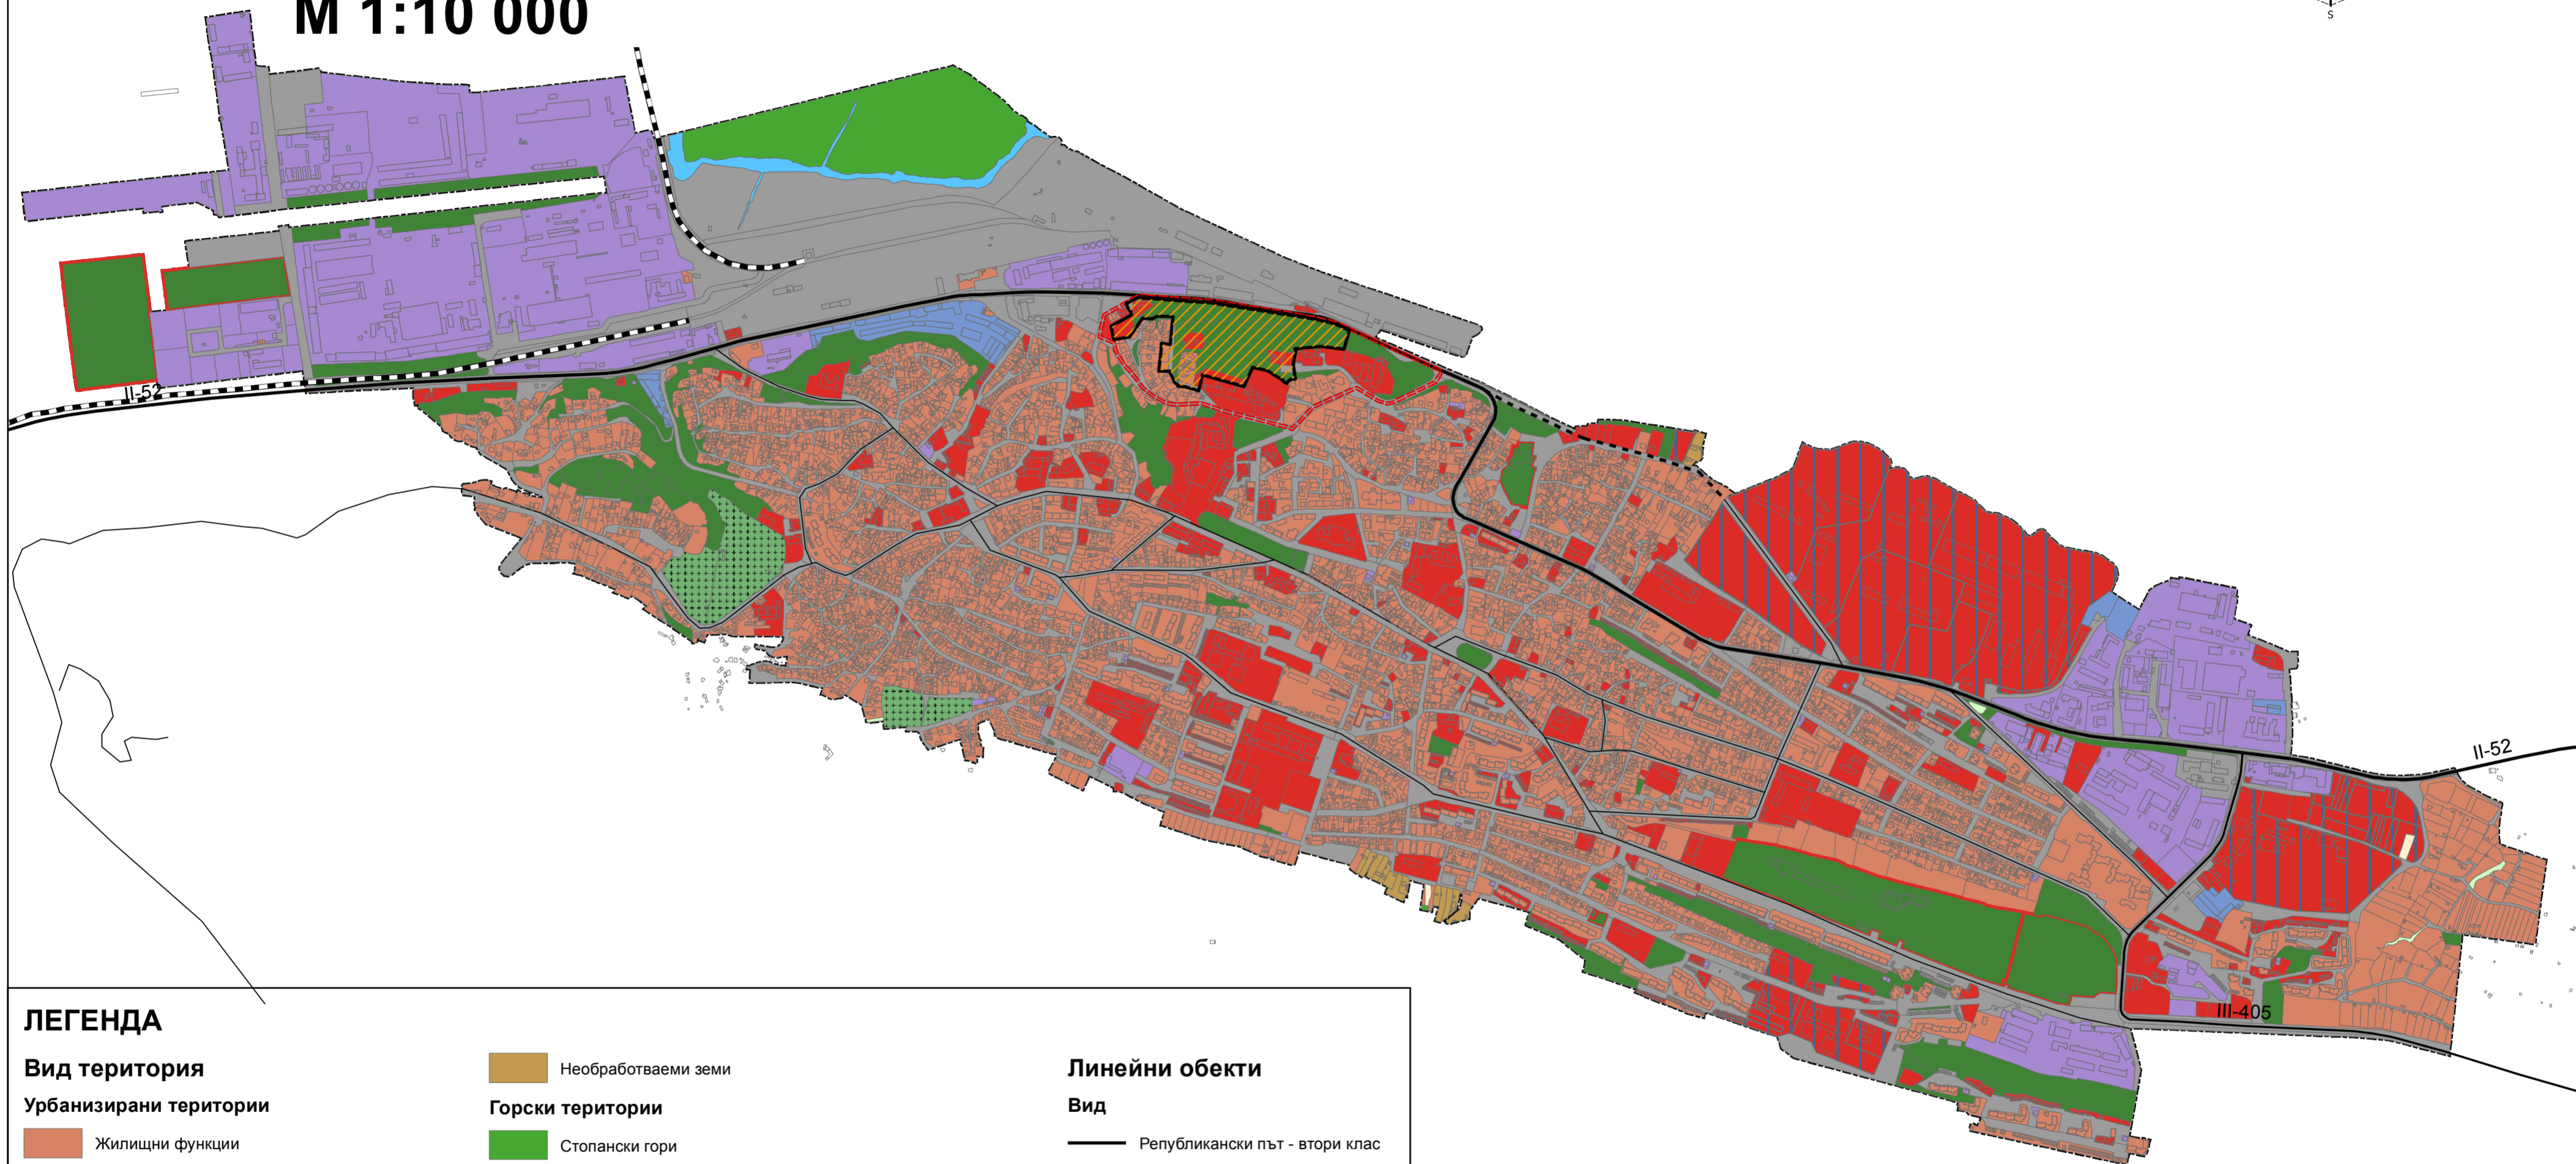 М 1:10 000
S
II-52
II-52
III-405
ЛЕГЕНДА
Вид територия
Урбанизирани територии
Жилищни функции
Необработваеми земи
Горски територии
Стопански гори
Линейни обекти
Вид
Републикански път - втори клас